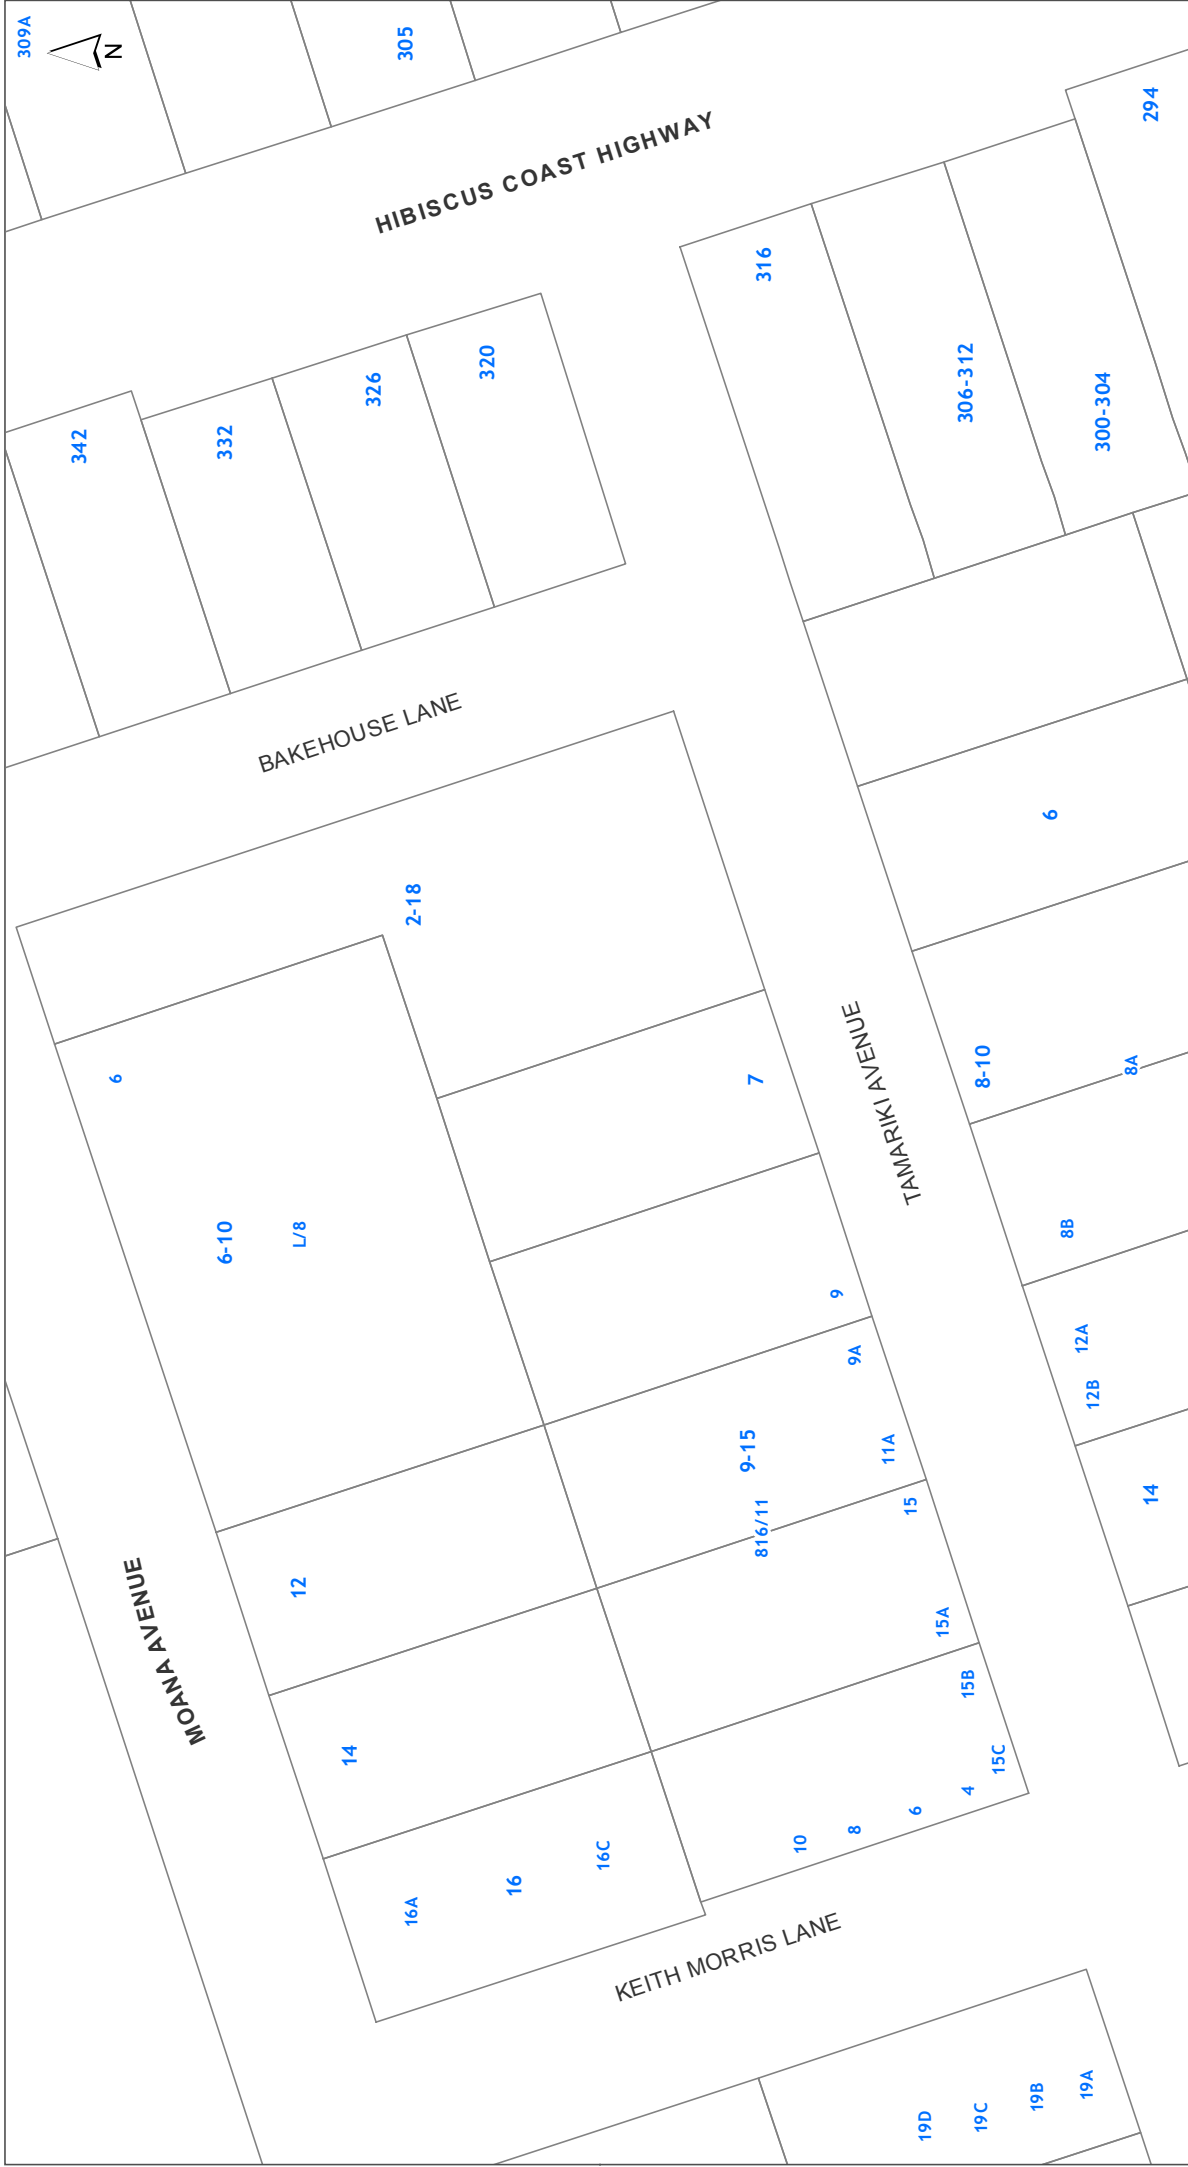 309A
N
305
HIBISCUS COAST HIGHWAY
294
316
306-312
300-304
320
326
332
342
BAKEHOUSE LANE
2-18
6
6
7
TAMARIKI AVENUE
8-10
8A
8B
6-10
L/8
9
9A
12A
12B
11A
9-15
816/11
15
14
MOANA AVENUE
12
15A
15B
14
15C
4
6
8
10
16C
16
16A
KEITH MORRIS LANE
19A
19B
19C
19D